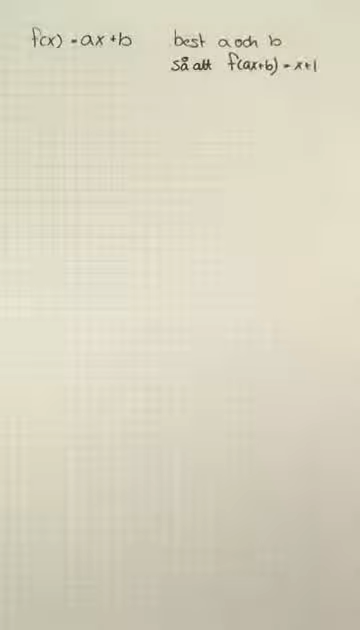 f(x) = ax + b
best a och b
så att f(ax+b) = x+1